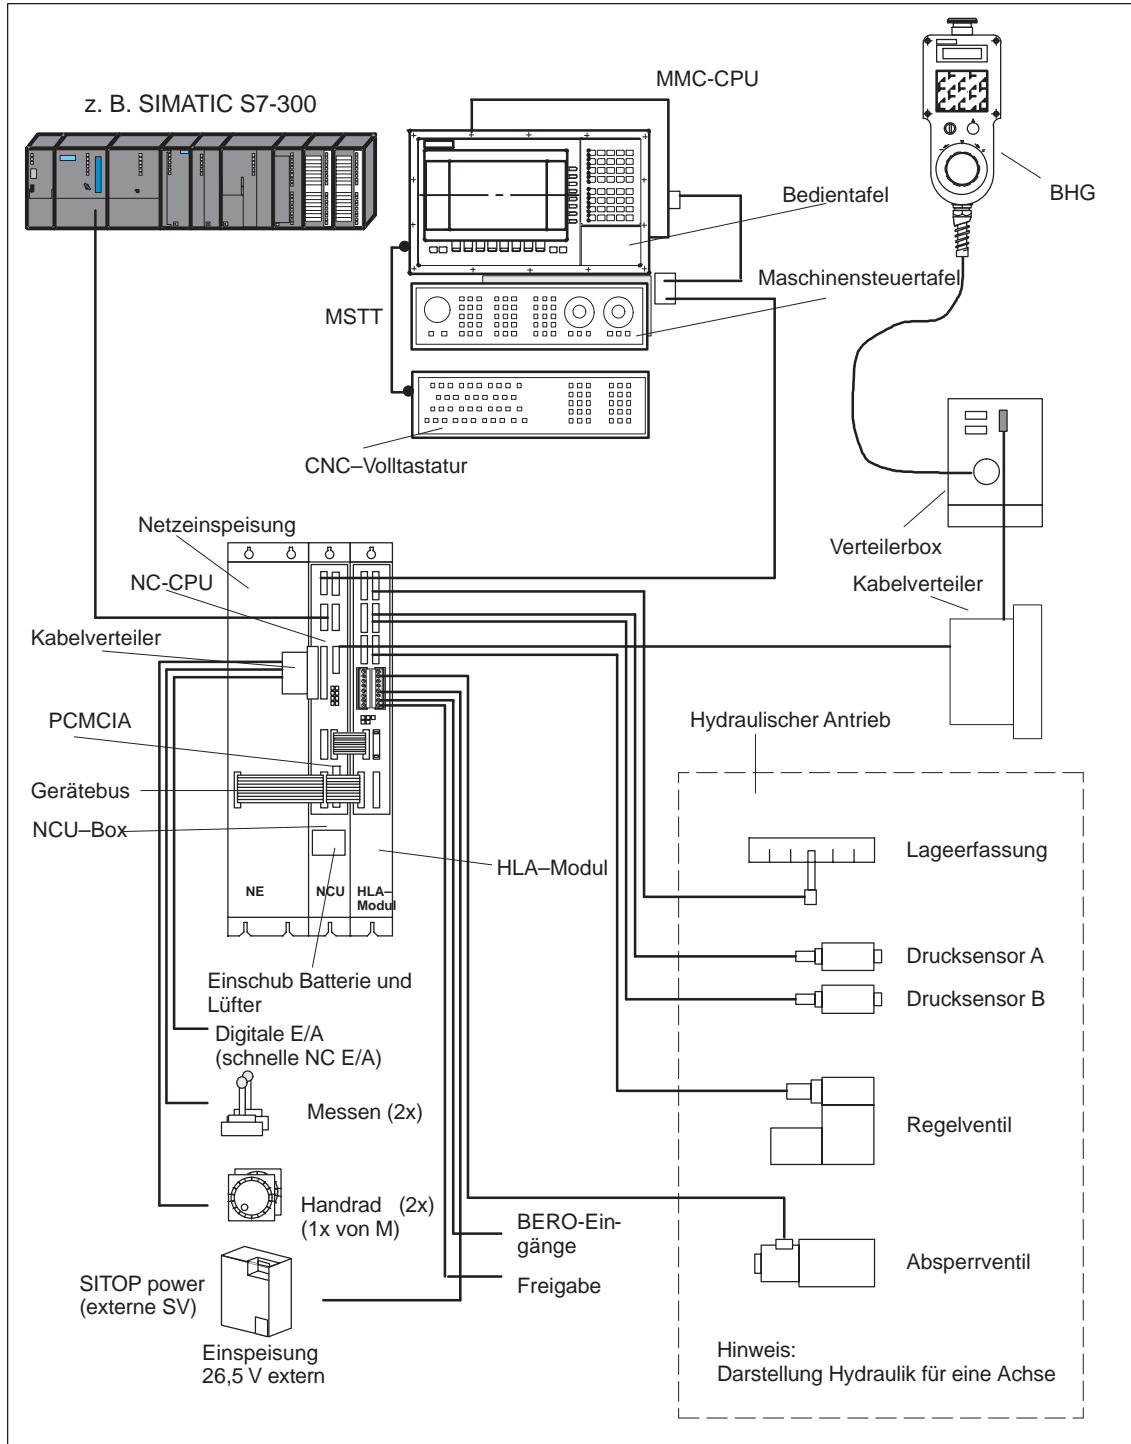 MMC-CPU
z. B. SIMATIC S7-300
Bedientafel
BHG
Maschinensteuertafel
MSTT
CNC–Volltastatur
Netzeinspeisung
Verteilerbox
NC-CPU
Kabelverteiler
Kabelverteiler
PCMCIA
Hydraulischer Antrieb
Gerätebus
NCU–Box
Lageerfassung
HLA–Modul
NE
NCU
HLA–
Modul
Drucksensor A
Einschub Batterie und
Lüfter
Drucksensor B
Digitale E/A
(schnelle NC E/A)
Messen (2x)
Regelventil
Handrad (2x)
(1x von M)
BERO-Ein-
gänge
Absperrventil
SITOP power
(externe SV)
Freigabe
Einspeisung
26,5 V extern
Hinweis:
Darstellung Hydraulik für eine Achse